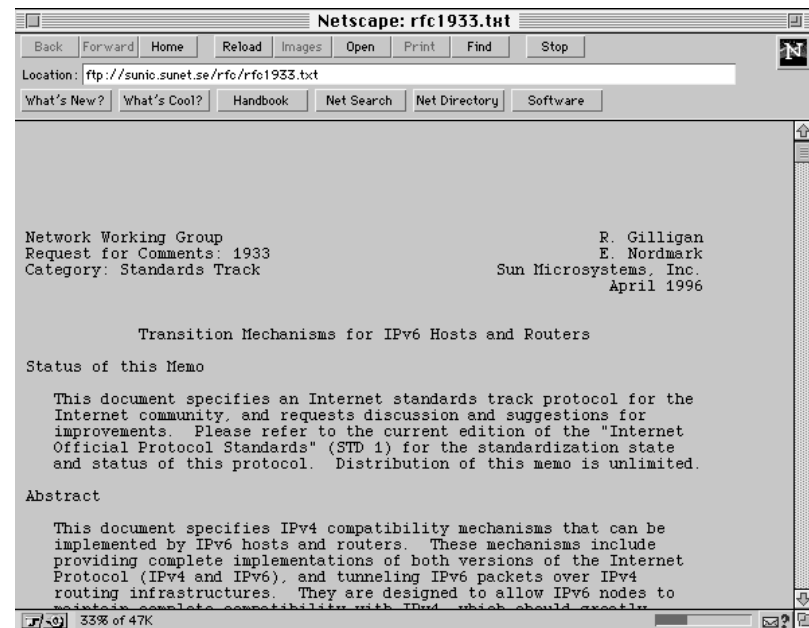 Netscape: rfc1933.txt
Back Forward Home Reload Images Open Print Find Stop
N
Location: ftp://sunic.sunet.se/rfc/rfc1933.txt
What's New? What's Cool? Handbook Net Search Net Directory Software
Network Working Group R. Gilligan
Request for Comments: 1933 E. Nordmark
Category: Standards Track Sun Microsystems, Inc.
April 1996
Transition Mechanisms for IPv6 Hosts and Routers
Status of this Memo
This document specifies an Internet standards track protocol for the
Internet community, and requests discussion and suggestions for
improvements. Please refer to the current edition of the "Internet
Official Protocol Standards" (STD 1) for the standardization state
and status of this protocol. Distribution of this memo is unlimited.
Abstract
This document specifies IPv4 compatibility mechanisms that can be
implemented by IPv6 hosts and routers. These mechanisms include
providing complete implementations of both versions of the Internet
Protocol (IPv4 and IPv6), and tunneling IPv6 packets over IPv4
routing infrastructures. They are designed to allow IPv6 nodes to
maintain complete compatibility with IPv4, which should greatly
33% of 47K
?